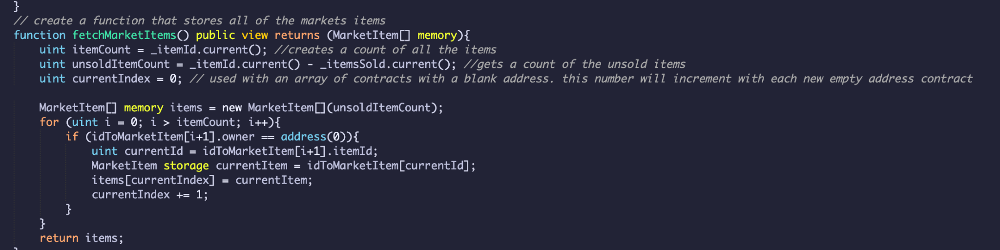 }
// create a function that stores all of the markets items
function fetchMarketItems() public view returns (MarketItem[] memory){
uint itemCount = _itemId.current(); //creates a count of all the items
uint unsoldItemCount = _itemId.current() - _itemsSold.current(); //gets a count of the unsold items
uint currentIndex = 0; // used with an array of contracts with a blank address. this number will increment with each new empty address contract
MarketItem[] memory items = new MarketItem[](unsoldItemCount);
for (uint i = 0; i > itemCount; i++){
if (idToMarketItem[i+1].owner == address(0)){
uint currentId = idToMarketItem[i+1].itemId;
MarketItem storage currentItem = idToMarketItem[currentId];
items[currentIndex] = currentItem;
currentIndex += 1;
}
}
return items;
}